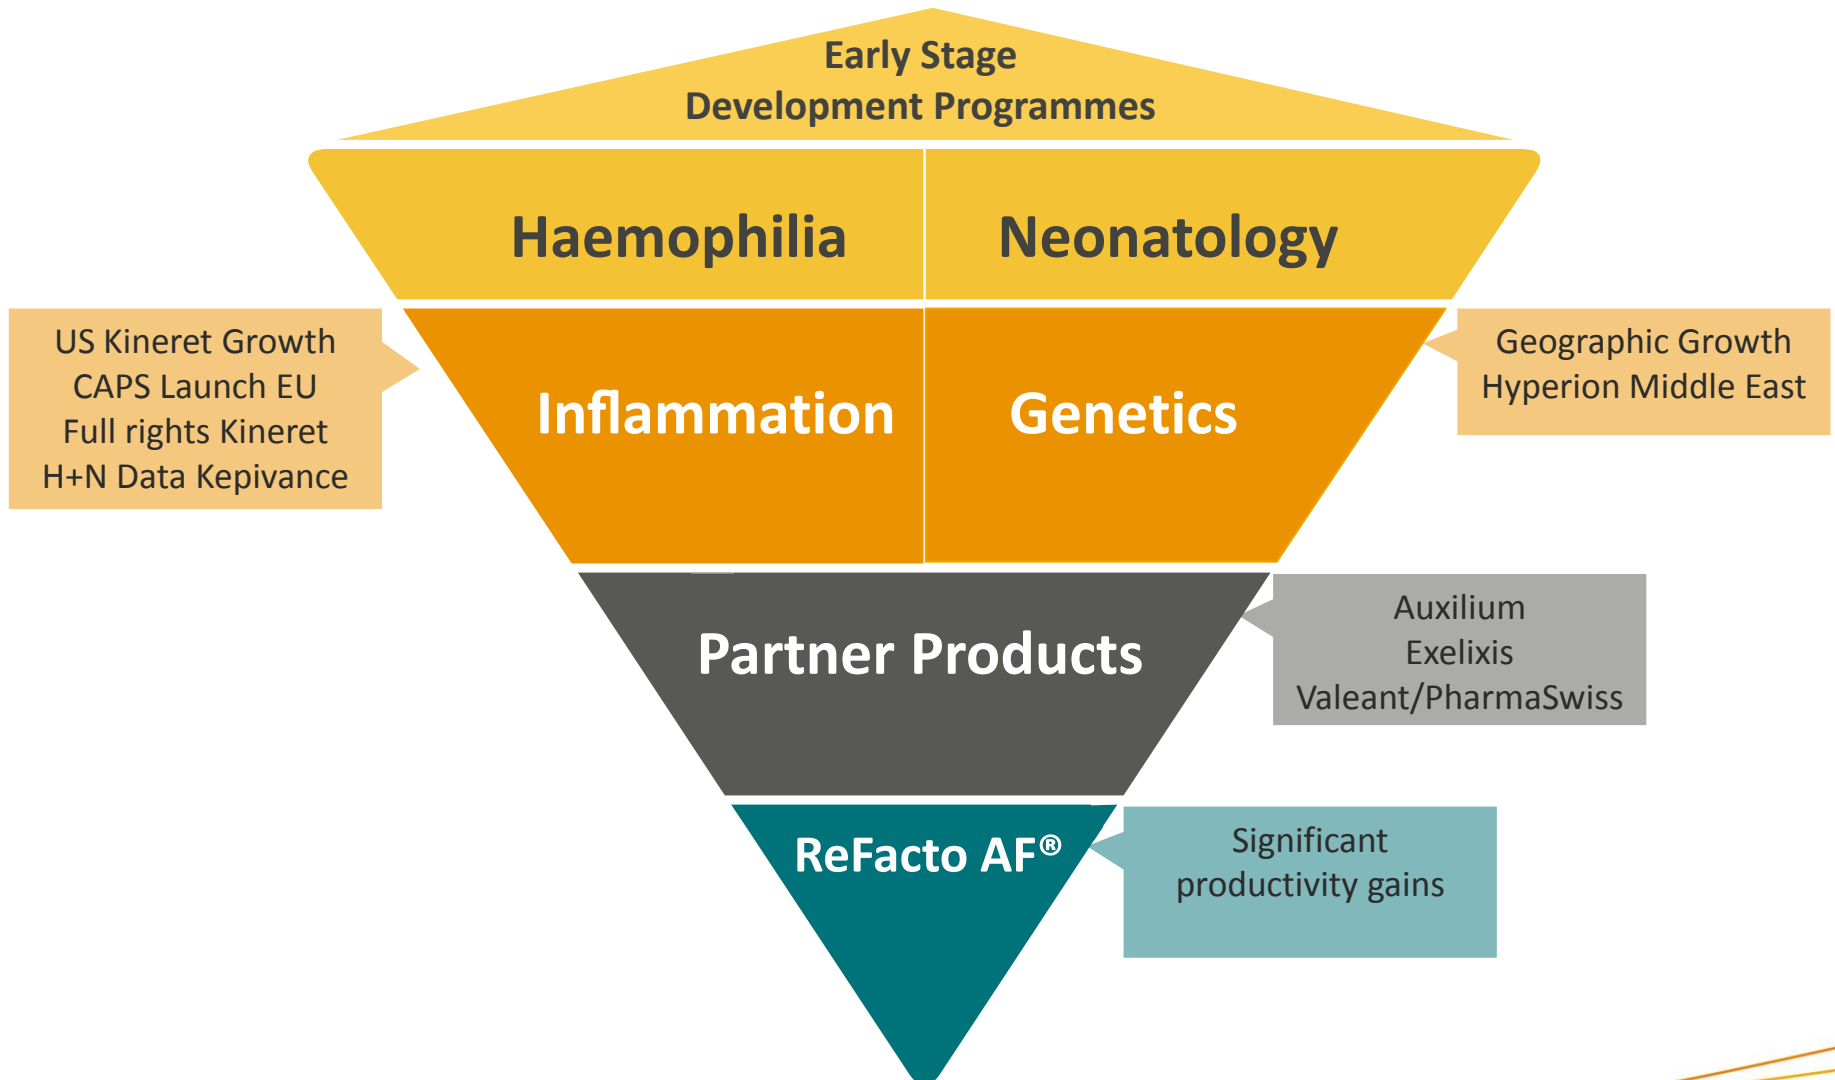 Early Stage
Development Programmes
Haemophilia
Neonatology
US Kineret Growth
CAPS Launch EU
Full rights Kineret
H+N Data Kepivance
Inflammation
Genetics
Geographic Growth
Hyperion Middle East
Partner Products
Auxilium
Exelixis
Valeant/PharmaSwiss
ReFacto AF®
Significant
productivity gains